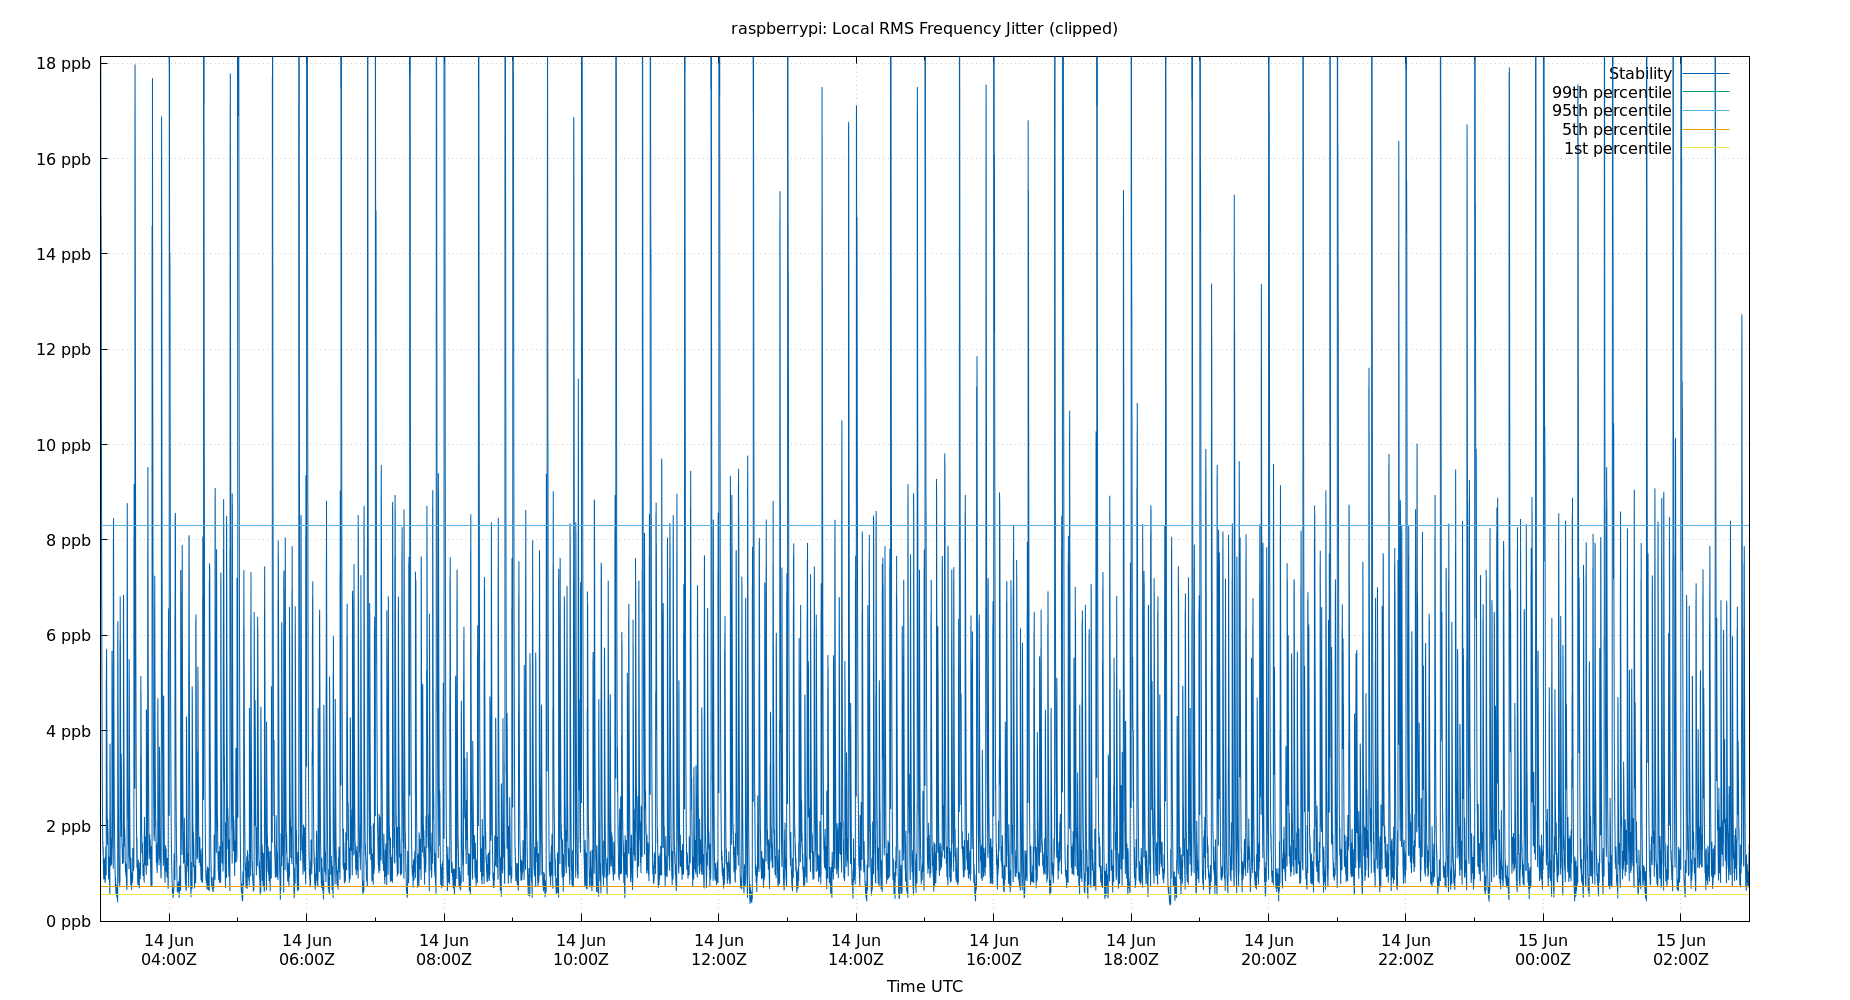 raspberrypi: Local RMS Frequency Jitter (clipped)
18 ppb
16 ppb
14 ppb
12 ppb
10 ppb
8 ppb
6 ppb
4 ppb
2 ppb
0 ppb
Stability
99th percentile
95th percentile
5th percentile
1st percentile
14 Jun 14 Jun 14 Jun 14 Jun 14 Jun 14 Jun 14 Jun 14 Jun 14 Jun 14 Jun 15 Jun 15 Jun
04:00Z 06:00Z 08:00Z 10:00Z 12:00Z 14:00Z 16:00Z 18:00Z 20:00Z 22:00Z 00:00Z 02:00Z
Time UTC